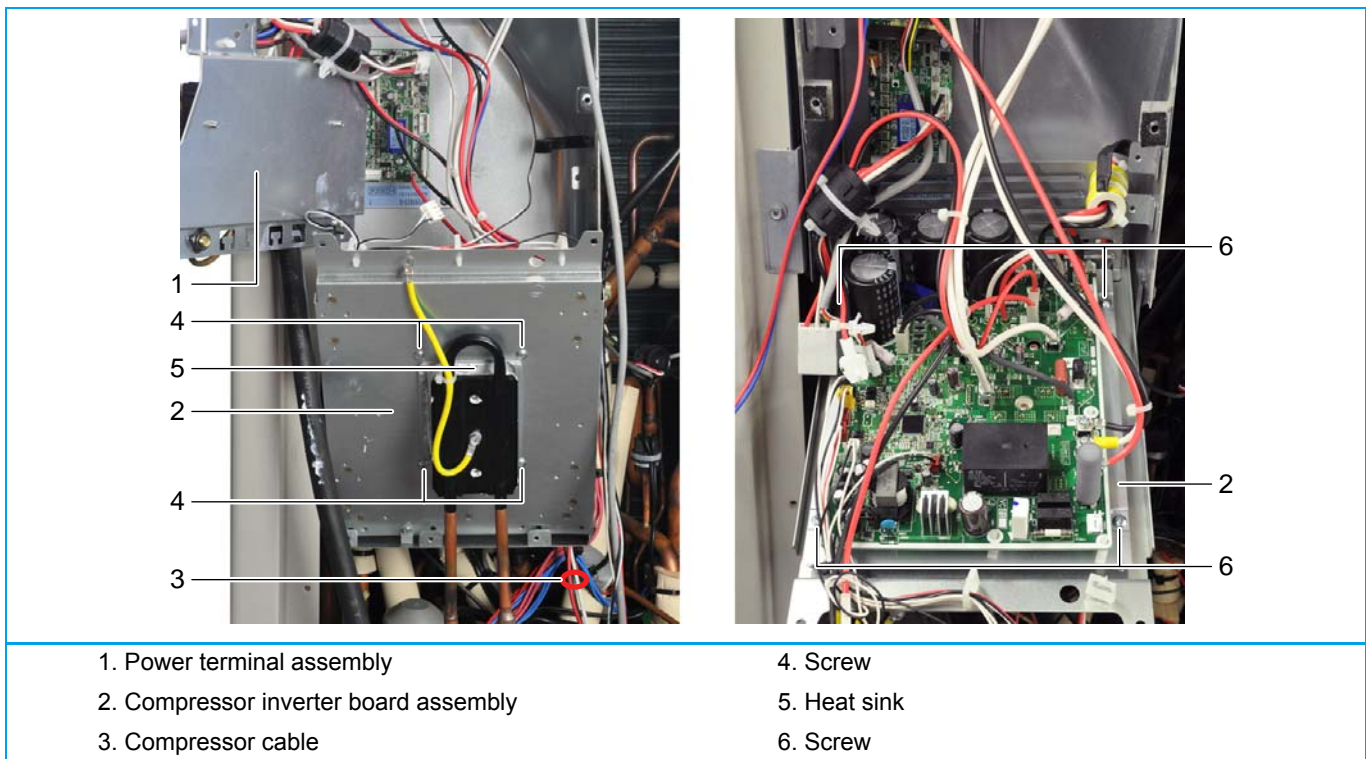 1
4
5
2
4
3
6
2
6
1. Power terminal assembly
2. Compressor inverter board assembly
3. Compressor cable
4. Screw
5. Heat sink
6. Screw